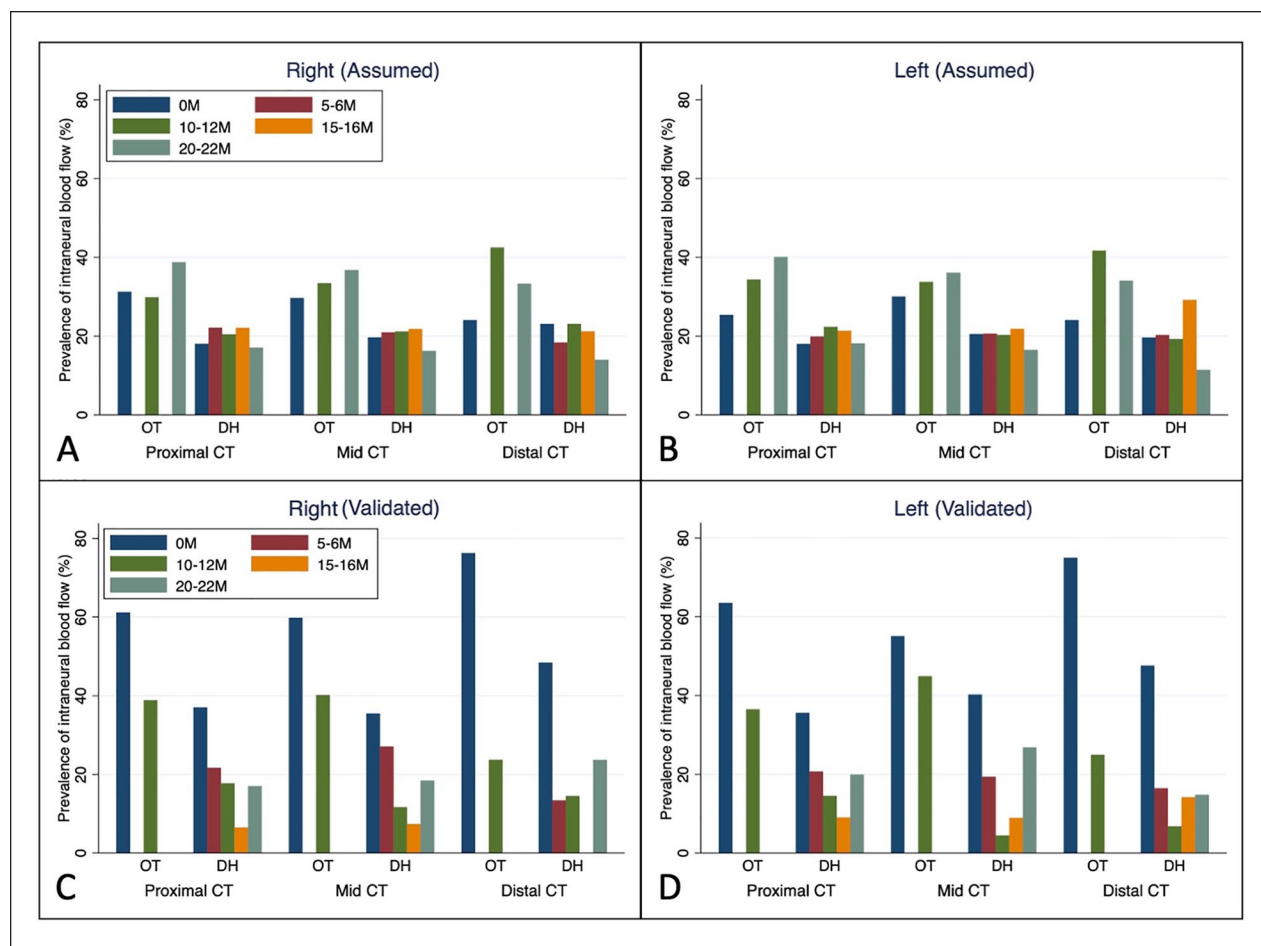 Right (Assumed)
Prevalence of intraneural blood flow (%)
0 20 40 60 80
0M 5-6M
10-12M 15-16M
20-22M
OT DH OT DH OT DH
Proximal CT Mid CT Distal CT
A
Left (Assumed)
Prevalence of intraneural blood flow (%)
0 20 40 60 80
OT DH OT DH OT DH
Proximal CT Mid CT Distal CT
B
Right (Validated)
Prevalence of intraneural blood flow (%)
0 20 40 60 80
0M 5-6M
10-12M 15-16M
20-22M
OT DH OT DH OT DH
Proximal CT Mid CT Distal CT
C
Left (Validated)
Prevalence of intraneural blood flow (%)
0 20 40 60 80
OT DH OT DH OT DH
Proximal CT Mid CT Distal CT
D